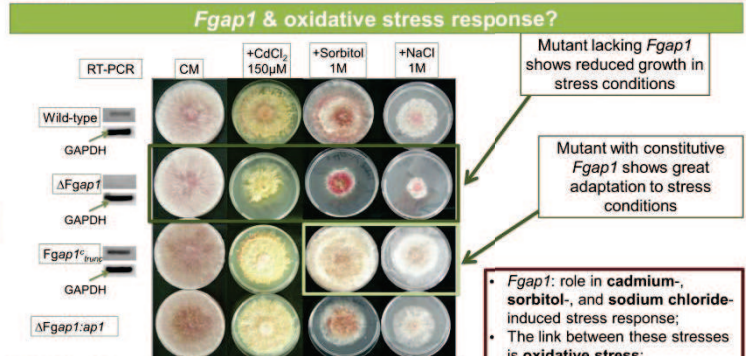 Fgap1 & oxidative stress response?
RT-PCR
CM
+CdCl₂
150µM
+Sorbitol
1M
+NaCl
1M
Mutant lacking Fgap1
shows reduced growth in
stress conditions
Wild-type
GAPDH
ΔFgap1
GAPDH
Mutant with constitutive
Fgap1 shows great
adaptation to stress
conditions
Fgap1ᶜtrunc
GAPDH
ΔFgap1:ap1
• Fgap1: role in cadmium-,
sorbitol-, and sodium chloride-
induced stress response;
• The link between these stresses
is oxidative stress;